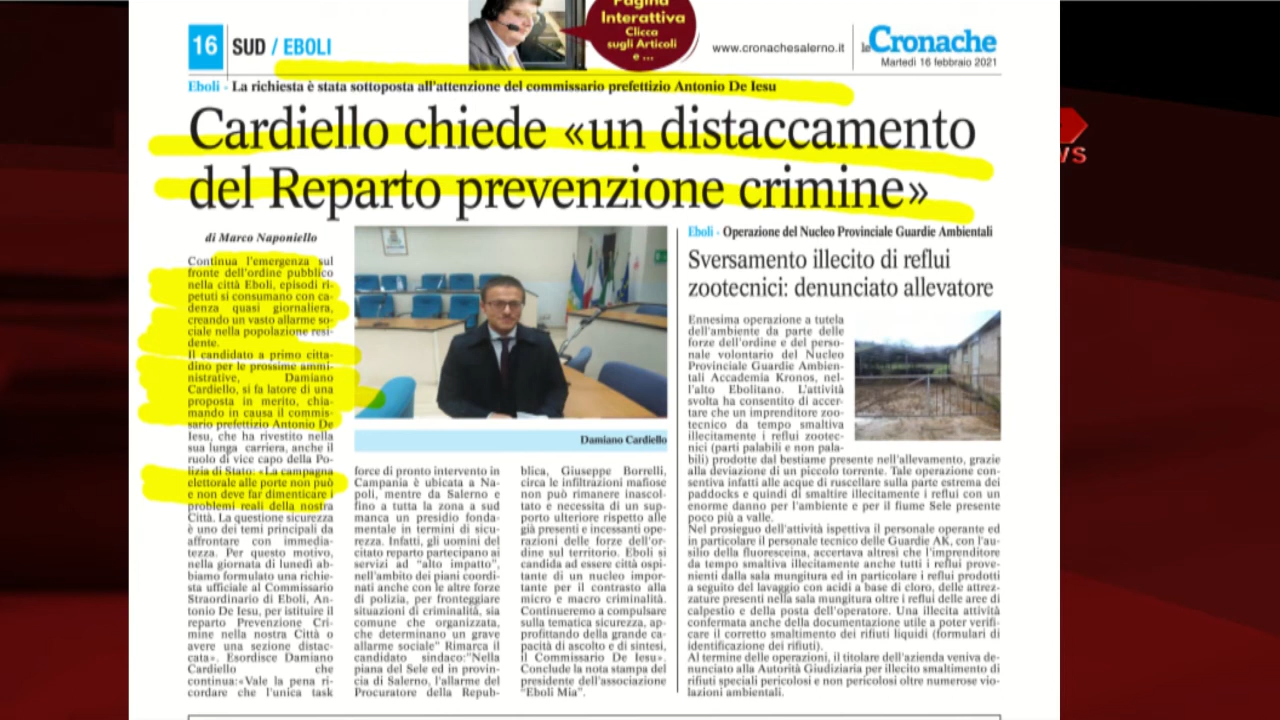 Pagina
Interattiva
Clicca
sugli Articoli
e ...
16 SUD / EBOLI
www.cronachesalerno.it
le Cronache
Martedì 16 febbraio 2021
Eboli - La richiesta è stata sottoposta all'attenzione del commissario prefettizio Antonio De Iesu
Cardiello chiede «un distaccamento
del Reparto prevenzione crimine»
di Marco Naponiello
Continua l'emergenza sul
fronte dell'ordine pubblico
nella città Eboli, episodi ri-
petuti si consumano con ca-
denza quasi giornaliera,
creando un vasto allarme so-
ciale nella popolazione resi-
dente.
Il candidato a primo citta-
dino per le prossime ammi-
nistrative, Damiano
Cardiello, si fa latore di una
proposta in merito, chia-
mando in causa il commis-
sario prefettizio Antonio De
Iesu, che ha rivestito nella
sua lunga carriera, anche il
ruolo di vice capo della Po-
lizia di Stato: «La campagna
elettorale alle porte non può
e non deve far dimenticare i
problemi reali della nostra
Città. La questione sicurezza
è uno dei temi principali da
affrontare con immedia-
tezza. Per questo motivo,
nella giornata di lunedì ab-
biamo formulato una richie-
sta ufficiale al Commissario
Straordinario di Eboli, An-
tonio De Iesu, per istituire il
reparto Prevenzione Cri-
mine nella nostra Città o
avere una sezione distac-
cata». Esordisce Damiano
Cardiello che
continua:«Vale la pena ri-
cordare che l'unica task
Damiano Cardiello
force di pronto intervento in
Campania è ubicata a Na-
poli, mentre da Salerno e
fino a tutta la zona a sud
manca un presidio fonda-
mentale in termini di sicu-
rezza. Infatti, gli uomini del
citato reparto partecipano ai
servizi ad "alto impatto",
nell'ambito dei piani coordi-
nati anche con le altre forze
di polizia, per fronteggiare
situazioni di criminalità, sia
comune che organizzata,
che determinano un grave
allarme sociale" Rimarca il
candidato sindaco:"Nella
piana del Sele ed in provin-
cia di Salerno, l'allarme del
Procuratore della Repub-
blica, Giuseppe Borrelli,
circa le infiltrazioni mafiose
non può rimanere inascol-
tato e necessita di un sup-
porto ulteriore rispetto alle
già presenti e incessanti ope-
razioni delle forze dell'or-
dine sul territorio. Eboli si
candida ad essere città ospi-
tante di un nucleo impor-
tante per il contrasto alla
micro e macro criminalità.
Continueremo a compulsare
sulla tematica sicurezza, ap-
profittando della grande ca-
pacità di ascolto e di sintesi,
il Commissario De Iesu».
Conclude la nota stampa del
presidente dell'associazione
"Eboli Mia".
Eboli - Operazione del Nucleo Provinciale Guardie Ambientali
Sversamento illecito di reflui
zootecnici: denunciato allevatore
Ennesima operazione a tutela
dell'ambiente da parte delle
forze dell'ordine e del perso-
nale volontario del Nucleo
Provinciale Guardie Ambien-
tali Accademia Kronos, nel-
l'alto Ebolitano. L'attività
svolta ha consentito di accer-
tare che un imprenditore zoo-
tecnico da tempo smaltiva
illecitamente i reflui zootec-
nici (parti palabili e non pala-
bili) prodotte dal bestiame presente nell'allevamento, grazie
alla deviazione di un piccolo torrente. Tale operazione con-
sentiva infatti alle acque di ruscellare sulla parte estrema dei
paddocks e quindi di smaltire illecitamente i reflui con un
enorme danno per l'ambiente e per il fiume Sele presente
poco più a valle.
Nel prosieguo dell'attività ispettiva il personale operante ed
in particolare il personale tecnico delle Guardie AK, con l'au-
silio della fluoresceina, accertava altresì che l'imprenditore
da tempo smaltiva illecitamente anche tutti i reflui prove-
nienti dalla sala mungitura ed in particolare i reflui prodotti
a seguito del lavaggio con acidi a base di cloro, delle attrez-
zature presenti nella sala mungitura oltre i reflui delle aree di
calpestio e della posta dell'operatore. Una illecita attività
confermata anche della documentazione utile a poter verifi-
care il corretto smaltimento dei rifiuti liquidi (formulari di
identificazione dei rifiuti).
Al termine delle operazioni, il titolare dell'azienda veniva de-
nunciato alla Autorità Giudiziaria per illecito smaltimento di
rifiuti speciali pericolosi e non pericolosi oltre numerose vio-
lazioni ambientali.